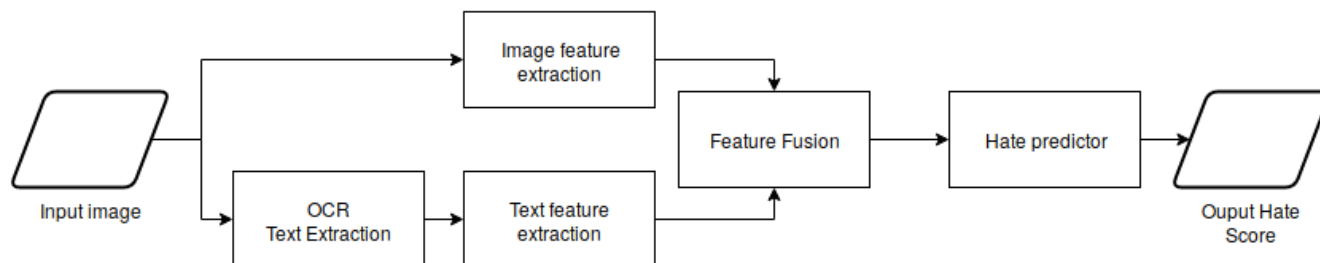 Image feature
extraction
Feature Fusion
Hate predictor
Input image
OCR
Text Extraction
Text feature
extraction
Ouput Hate
Score